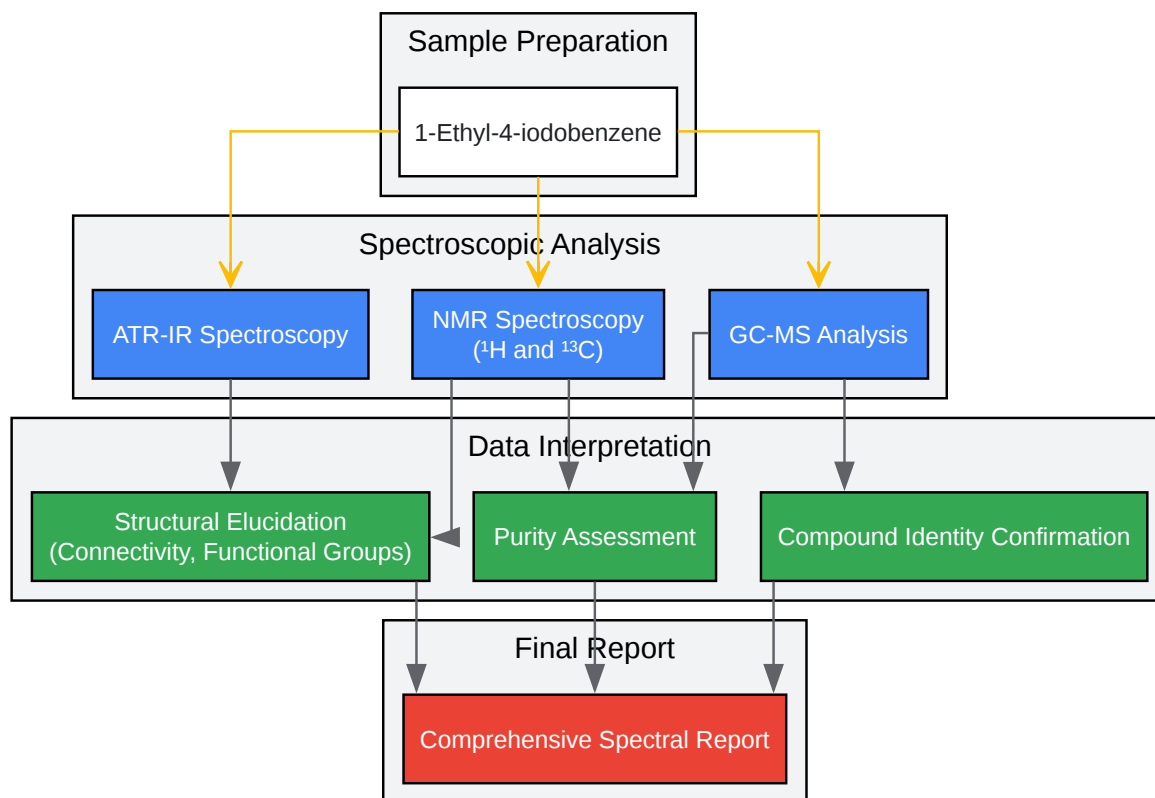 Sample Preparation
1-Ethyl-4-iodobenzene
Spectroscopic Analysis
ATR-IR Spectroscopy
NMR Spectroscopy
(¹H and ¹³C)
GC-MS Analysis
Data Interpretation
Structural Elucidation
(Connectivity, Functional Groups)
Purity Assessment
Compound Identity Confirmation
Final Report
Comprehensive Spectral Report